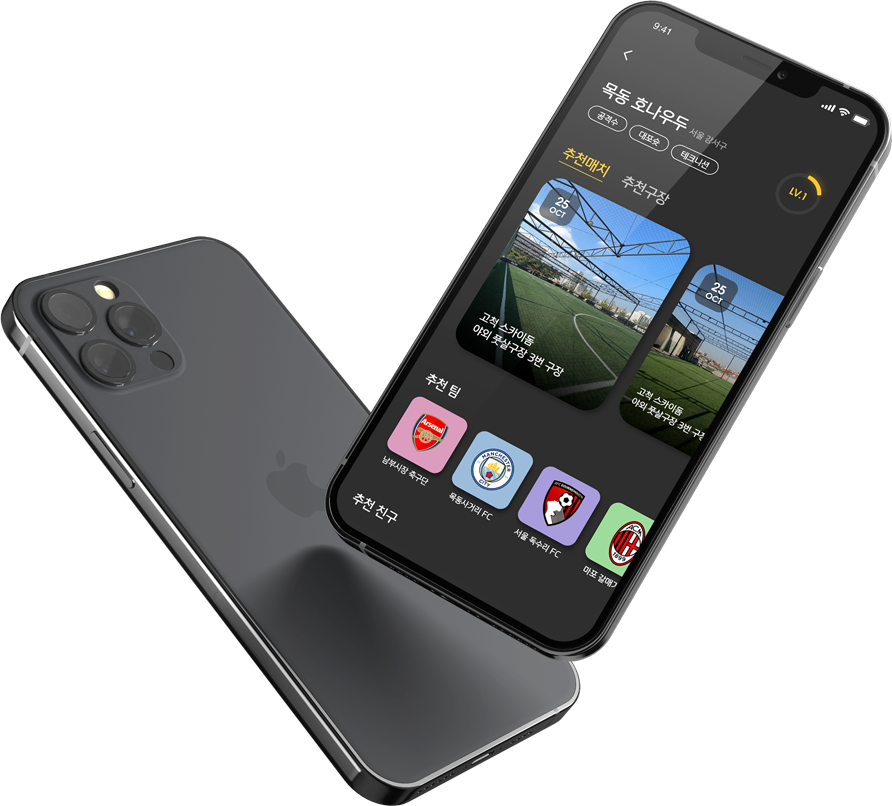 9:41
목동 호나우두 서울 강서구
공격수 대포슛 테크니션
LV.1
추천매치 추천구장
25
OCT
고척 스카이돔
야외 풋살구장 3번 구장
25
OCT
고척 스카이돔
야외 풋살구장 3번 구
추천 팀
Arsenal
남부시장 축구단
MANCHESTER
CITY
목동사거리 FC
서울 독수리 FC
ACM
1899
마포 갈매기
추천 친구